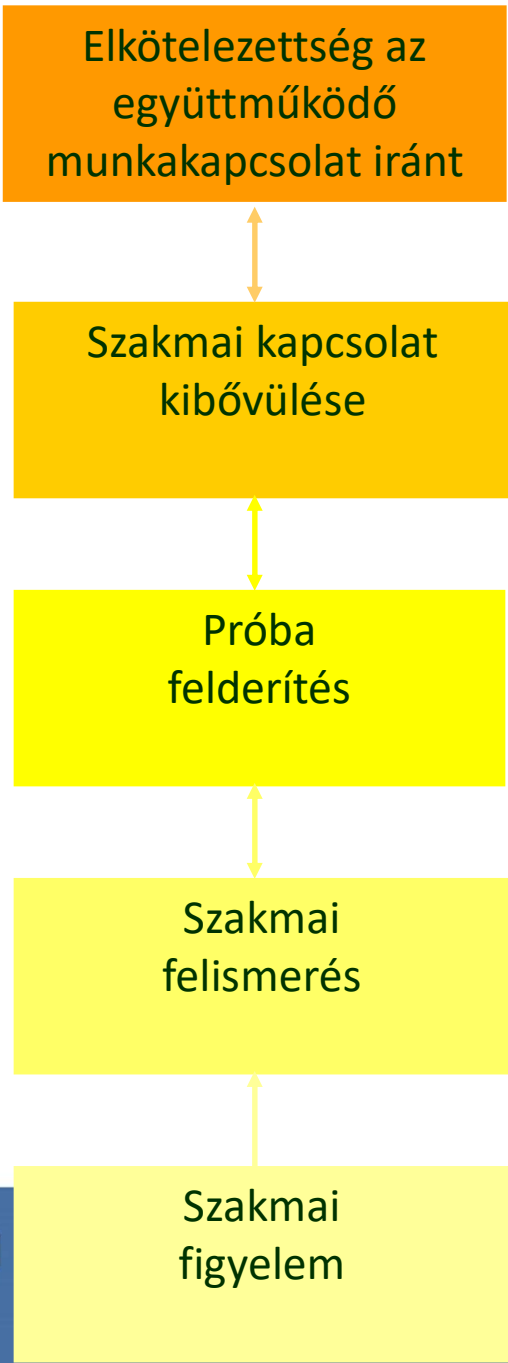 Elkötelezettség az
együttműködő
munkakapcsolat iránt
Szakmai kapcsolat
kibővülése
Próba
felderítés
Szakmai
felismerés
Szakmai
figyelem